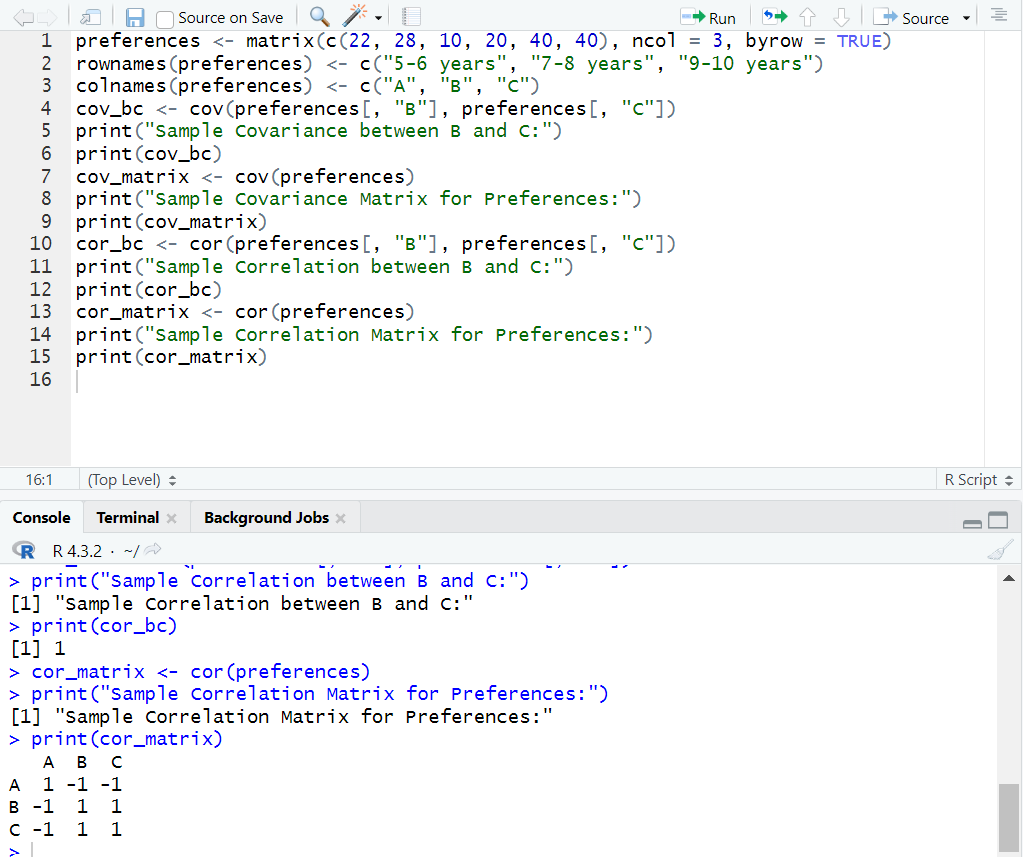 Source on Save
Run
Source
1 preferences <- matrix(c(22, 28, 10, 20, 40, 40), ncol = 3, byrow = TRUE)
2 rownames(preferences) <- c("5-6 years", "7-8 years", "9-10 years")
3 colnames(preferences) <- c("A", "B", "C")
4 cov_bc <- cov(preferences[, "B"], preferences[, "C"])
5 print("Sample Covariance between B and C:")
6 print(cov_bc)
7 cov_matrix <- cov(preferences)
8 print("Sample Covariance Matrix for Preferences:")
9 print(cov_matrix)
10 cor_bc <- cor(preferences[, "B"], preferences[, "C"])
11 print("Sample Correlation between B and C:")
12 print(cor_bc)
13 cor_matrix <- cor(preferences)
14 print("Sample Correlation Matrix for Preferences:")
15 print(cor_matrix)
16
16:1 (Top Level) R Script
Console Terminal Background Jobs
R R 4.3.2 · ~/
> print("Sample Correlation between B and C:")
[1] "Sample Correlation between B and C:"
> print(cor_bc)
[1] 1
> cor_matrix <- cor(preferences)
> print("Sample Correlation Matrix for Preferences:")
[1] "Sample Correlation Matrix for Preferences:"
> print(cor_matrix)
A B C
A 1 -1 -1
B -1 1 1
C -1 1 1
>